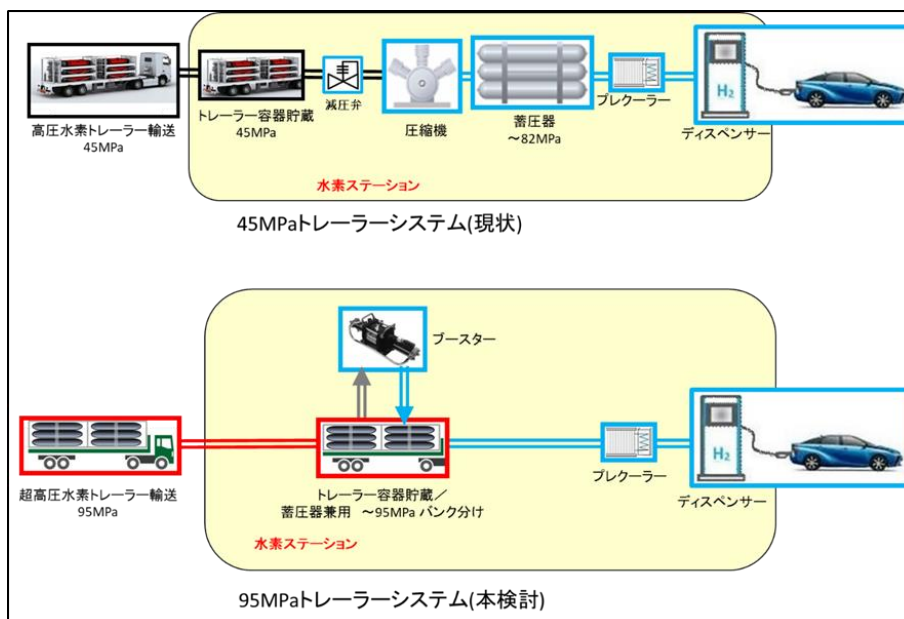 高圧水素トレーラー輸送
45MPa
トレーラー容器貯蔵
45MPa
減圧弁
圧縮機
蓄圧器
～82MPa
プレクーラー
H₂
ディスペンサー
水素ステーション
45MPaトレーラーシステム(現状)
ブースター
超高圧水素トレーラー輸送
95MPa
トレーラー容器貯蔵／
蓄圧器兼用 ～95MPa バンク分け
プレクーラー
H₂
ディスペンサー
水素ステーション
95MPaトレーラーシステム(本検討)